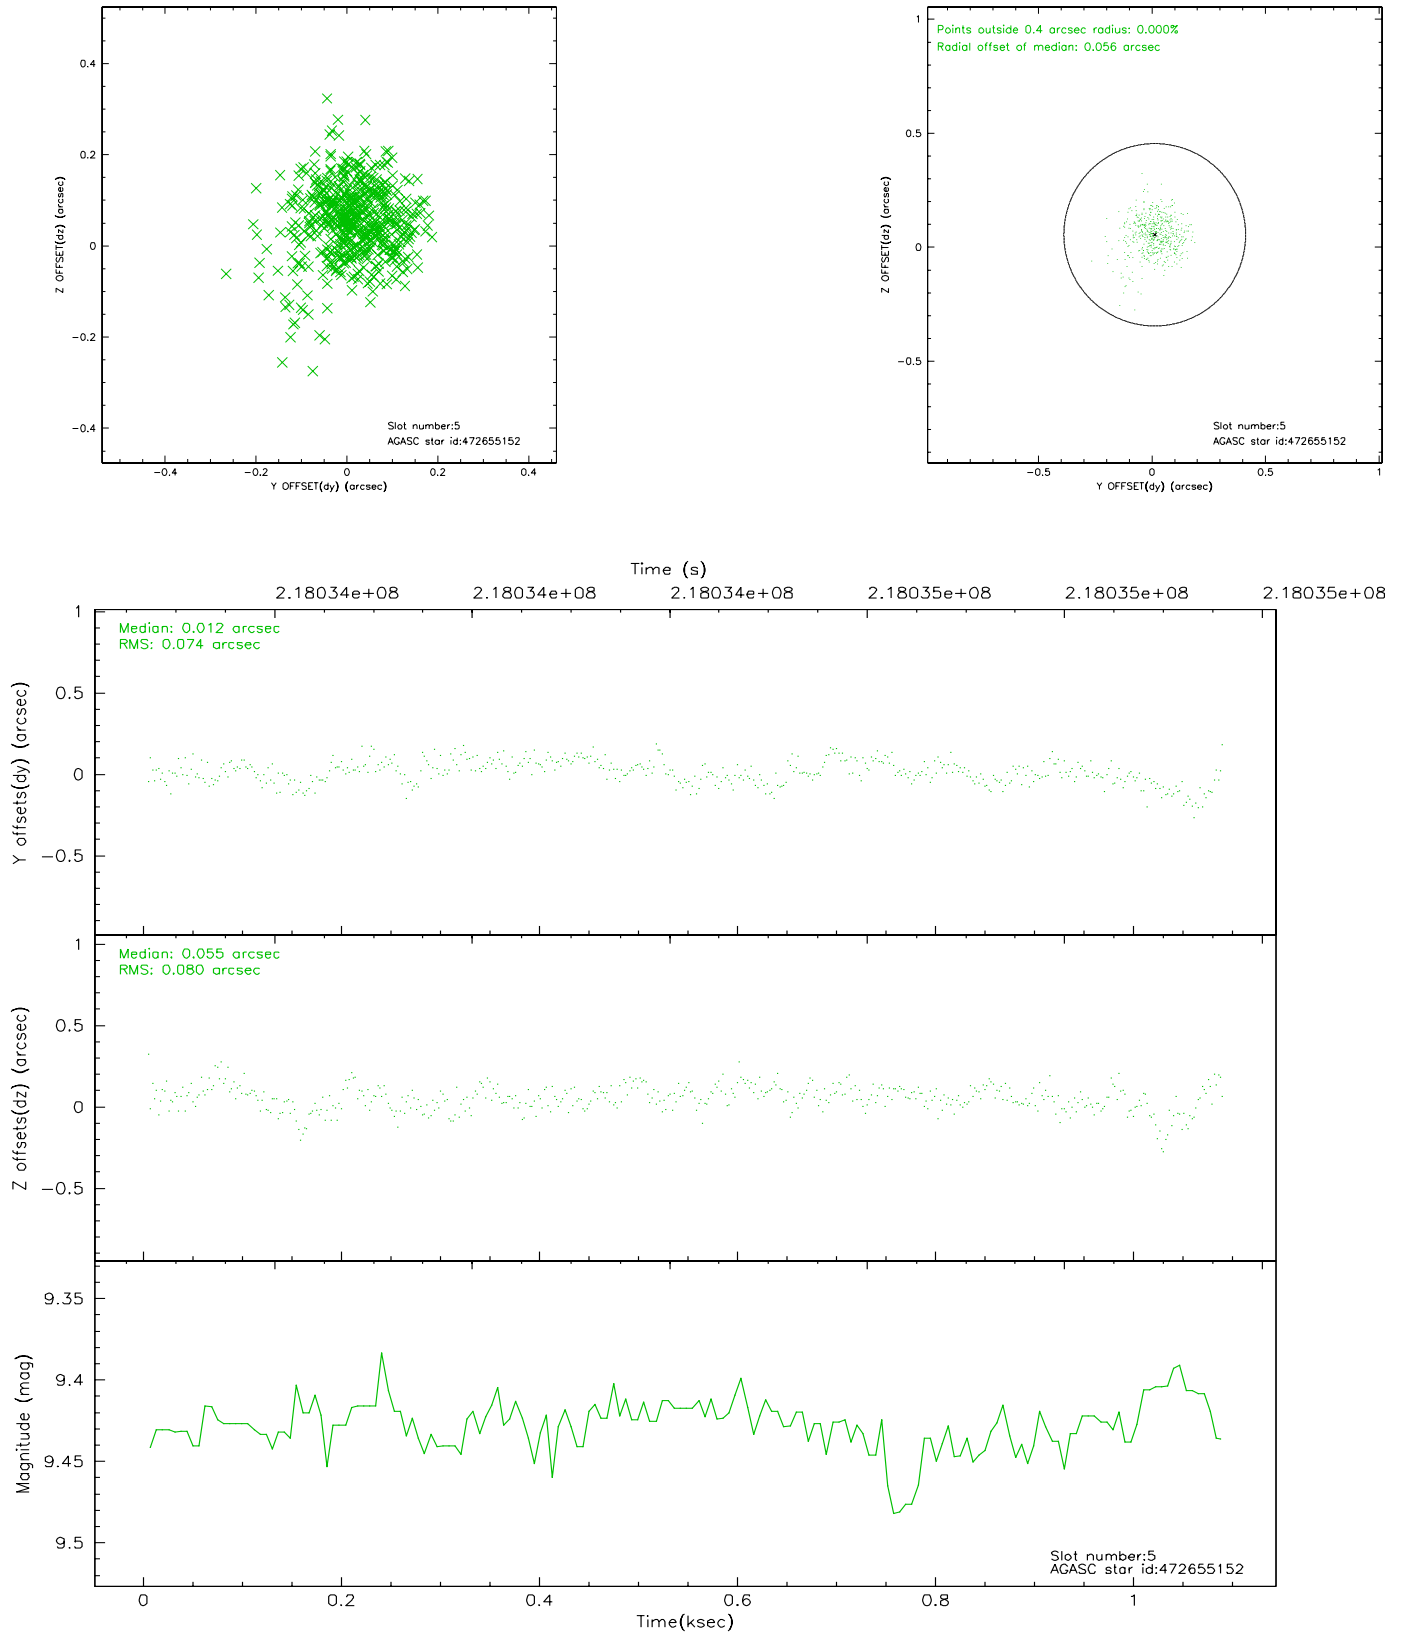 0.4
0.2
0
−0.2
−0.4
Z OFFSET(dz) (arcsec)
Slot number:5
AGASC star id:472655152
−0.4 −0.2 0 0.2 0.4
Y OFFSET(dy) (arcsec)
Points outside 0.4 arcsec radius: 0.000%
Radial offset of median: 0.056 arcsec
1
0.5
0
−0.5
Z OFFSET(dz) (arcsec)
Slot number:5
AGASC star id:472655152
−0.5 0 0.5 1
Y OFFSET(dy) (arcsec)
Time (s)
2.18034e+08 2.18034e+08 2.18034e+08 2.18035e+08 2.18035e+08 2.18035e+08
Median: 0.012 arcsec
RMS: 0.074 arcsec
1
0.5
0
−0.5
Y offsets(dy) (arcsec)
Median: 0.055 arcsec
RMS: 0.080 arcsec
1
0.5
0
−0.5
Z offsets(dz) (arcsec)
9.35
9.4
9.45
9.5
Magnitude (mag)
Slot number:5
AGASC star id:472655152
0 0.2 0.4 0.6 0.8 1
Time(ksec)